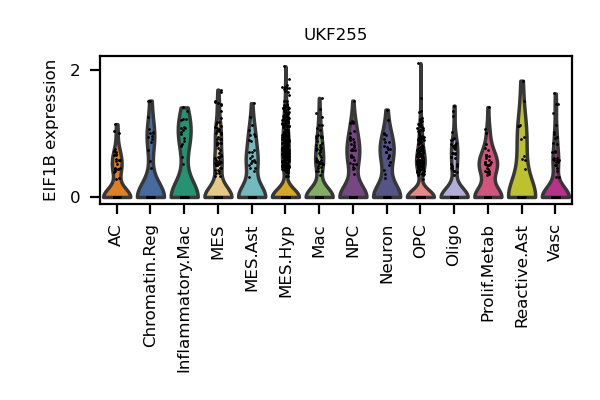 UKF255
EIF1B expression
2
0
AC
Chromatin.Reg
Inflammatory.Mac
MES
MES.Ast
MES.Hyp
Mac
NPC
Neuron
OPC
Oligo
Prolif.Metab
Reactive.Ast
Vasc